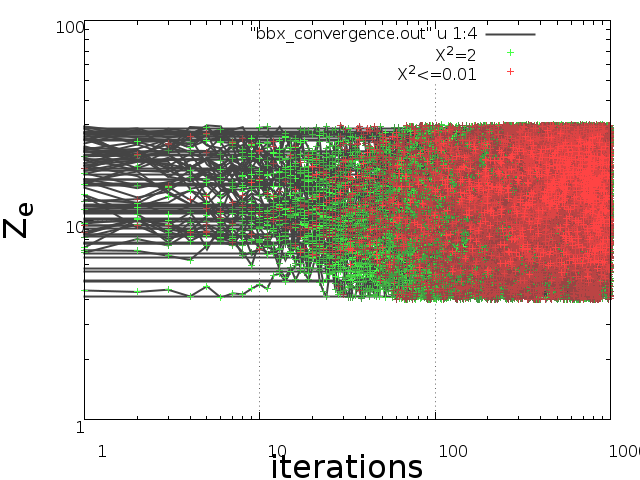 "bbx_convergence.out" u 1:4
X²=2
X²<=0.01
100
10
1
Zₑ
1
10
100
1000
iterations